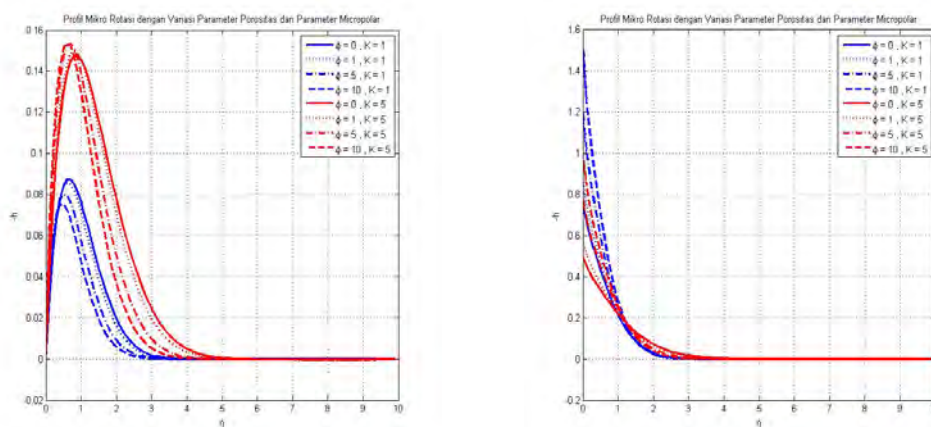 Profil Mikro Rotasi dengan Variasi Parameter Porositas dan Parameter Micropolar
0.16
0.14
0.12
0.1
0.08
0.06
0.04
0.02
0
-0.02
-h
ϕ = 0 , K = 1
ϕ = 1 , K = 1
ϕ = 5 , K = 1
ϕ = 10 , K = 1
ϕ = 0 , K = 5
ϕ = 1 , K = 5
ϕ = 5 , K = 5
ϕ = 10 , K = 5
0 1 2 3 4 5 6 7 8 9 10
η
Profil Mikro Rotasi dengan Variasi Parameter Porositas dan Parameter Micropolar
1.6
1.4
1.2
1
0.8
0.6
0.4
0.2
0
-0.2
-h
ϕ = 0 , K = 1
ϕ = 1 , K = 1
ϕ = 5 , K = 1
ϕ = 10 , K = 1
ϕ = 0 , K = 5
ϕ = 1 , K = 5
ϕ = 5 , K = 5
ϕ = 10 , K = 5
0 1 2 3 4 5 6 7 8 9
η